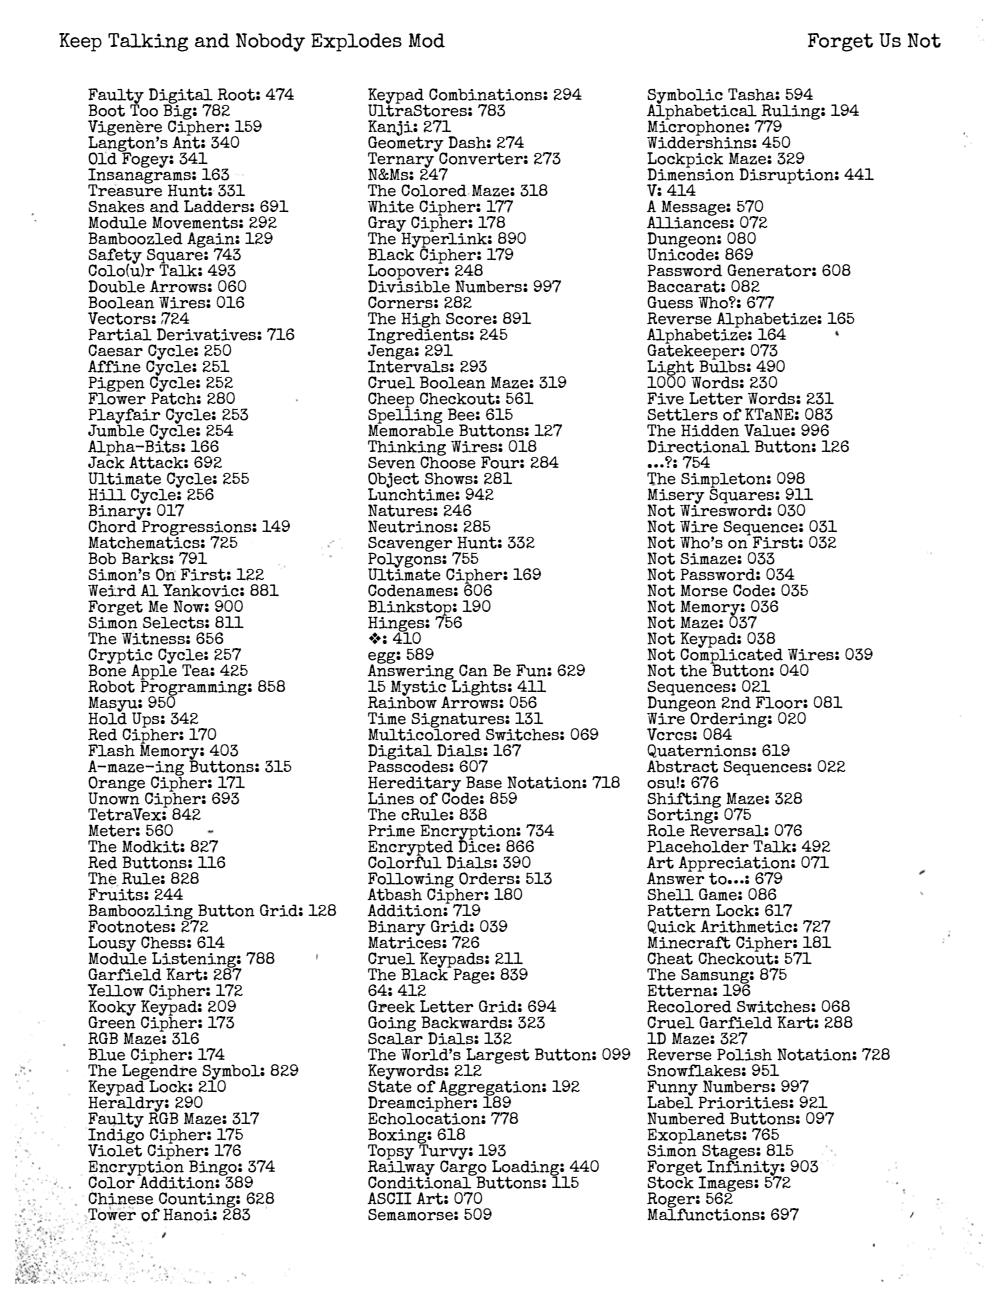 Keep Talking and Nobody Explodes Mod
Forget Us Not
Faulty Digital Root: 474
Boot Too Big: 782
Vigenère Cipher: 159
Langton's Ant: 340
Old Fogey: 341
Insanagrams: 163
Treasure Hunt: 331
Snakes and Ladders: 691
Module Movements: 292
Bamboozled Again: 129
Safety Square: 743
Colo(u)r Talk: 493
Double Arrows: 060
Boolean Wires: 016
Vectors: 724
Partial Derivatives: 716
Caesar Cycle: 250
Affine Cycle: 251
Pigpen Cycle: 252
Flower Patch: 280
Playfair Cycle: 253
Jumble Cycle: 254
Alpha-Bits: 166
Jack Attack: 692
Ultimate Cycle: 255
Hill Cycle: 256
Binary: 017
Chord Progressions: 149
Matchematics: 725
Bob Barks: 791
Simon's On First: 122
Weird Al Yankovic: 881
Forget Me Now: 900
Simon Selects: 811
The Witness: 656
Cryptic Cycle: 257
Bone Apple Tea: 425
Robot Programming: 858
Masyu: 950
Hold Ups: 342
Red Cipher: 170
Flash Memory: 403
A-maze-ing Buttons: 315
Orange Cipher: 171
Unown Cipher: 693
TetraVex: 842
Meter: 560
The Modkit: 827
Red Buttons: 116
The Rule: 828
Fruits: 244
Bamboozling Button Grid: 128
Footnotes: 272
Lousy Chess: 614
Module Listening: 788
Garfield Kart: 287
Yellow Cipher: 172
Kooky Keypad: 209
Green Cipher: 173
RGB Maze: 316
Blue Cipher: 174
The Legendre Symbol: 829
Keypad Lock: 210
Heraldry: 290
Faulty RGB Maze: 317
Indigo Cipher: 175
Violet Cipher: 176
Encryption Bingo: 374
Color Addition: 389
Chinese Counting: 628
Tower of Hanoi: 283
Keypad Combinations: 294
UltraStores: 783
Kanji: 271
Geometry Dash: 274
Ternary Converter: 273
N&Ms: 247
The Colored Maze: 318
White Cipher: 177
Gray Cipher: 178
The Hyperlink: 890
Black Cipher: 179
Loopover: 248
Divisible Numbers: 997
Corners: 282
The High Score: 891
Ingredients: 245
Jenga: 291
Intervals: 293
Cruel Boolean Maze: 319
Cheep Checkout: 561
Spelling Bee: 615
Memorable Buttons: 127
Thinking Wires: 018
Seven Choose Four: 284
Object Shows: 281
Lunchtime: 942
Natures: 246
Neutrinos: 285
Scavenger Hunt: 332
Polygons: 755
Ultimate Cipher: 169
Codenames: 606
Blinkstop: 190
Hinges: 756
❖: 410
egg: 589
Answering Can Be Fun: 629
15 Mystic Lights: 411
Rainbow Arrows: 056
Time Signatures: 131
Multicolored Switches: 069
Digital Dials: 167
Passcodes: 607
Hereditary Base Notation: 718
Lines of Code: 859
The cRule: 838
Prime Encryption: 734
Encrypted Dice: 866
Colorful Dials: 390
Following Orders: 513
Atbash Cipher: 180
Addition: 719
Binary Grid: 039
Matrices: 726
Cruel Keypads: 211
The Black Page: 839
64: 412
Greek Letter Grid: 694
Going Backwards: 323
Scalar Dials: 132
The World's Largest Button: 099
Keywords: 212
State of Aggregation: 192
Dreamcipher: 189
Echolocation: 778
Boxing: 618
Topsy Turvy: 193
Railway Cargo Loading: 440
Conditional Buttons: 115
ASCII Art: 070
Semamorse: 509
Symbolic Tasha: 594
Alphabetical Ruling: 194
Microphone: 779
Widdershins: 450
Lockpick Maze: 329
Dimension Disruption: 441
V: 414
A Message: 570
Alliances: 072
Dungeon: 080
Unicode: 869
Password Generator: 608
Baccarat: 082
Guess Who?: 677
Reverse Alphabetize: 165
Alphabetize: 164
Gatekeeper: 073
Light Bulbs: 490
1000 Words: 230
Five Letter Words: 231
Settlers of KTaNE: 083
The Hidden Value: 996
Directional Button: 126
...?: 754
The Simpleton: 098
Misery Squares: 911
Not Wiresword: 030
Not Wire Sequence: 031
Not Who's on First: 032
Not Simaze: 033
Not Password: 034
Not Morse Code: 035
Not Memory: 036
Not Maze: 037
Not Keypad: 038
Not Complicated Wires: 039
Not the Button: 040
Sequences: 021
Dungeon 2nd Floor: 081
Wire Ordering: 020
Vcrcs: 084
Quaternions: 619
Abstract Sequences: 022
osu!: 676
Shifting Maze: 328
Sorting: 075
Role Reversal: 076
Placeholder Talk: 492
Art Appreciation: 071
Answer to...: 679
Shell Game: 086
Pattern Lock: 617
Quick Arithmetic: 727
Minecraft Cipher: 181
Cheat Checkout: 571
The Samsung: 875
Etterna: 196
Recolored Switches: 068
Cruel Garfield Kart: 288
1D Maze: 327
Reverse Polish Notation: 728
Snowflakes: 951
Funny Numbers: 997
Label Priorities: 921
Numbered Buttons: 097
Exoplanets: 765
Simon Stages: 815
Forget Infinity: 903
Stock Images: 572
Roger: 562
Malfunctions: 697